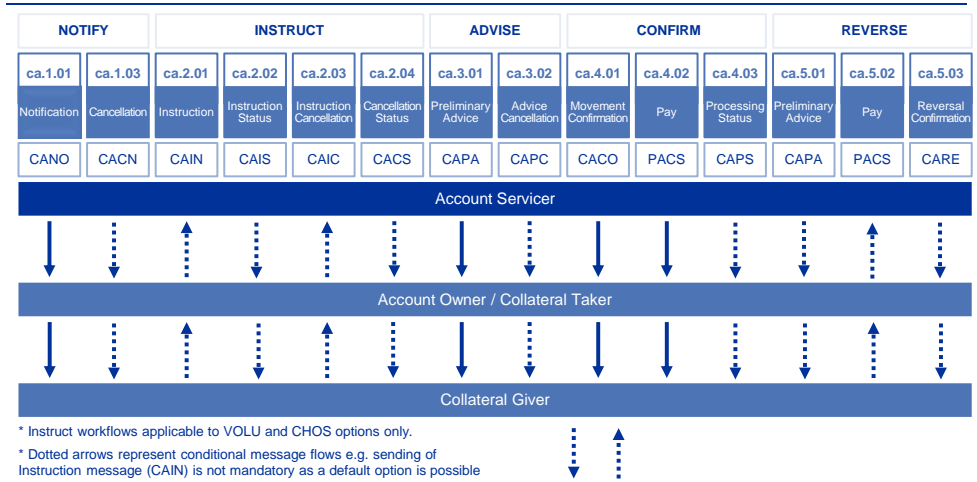 NOTIFY INSTRUCT ADVISE CONFIRM REVERSE
ca.1.01 ca.1.03 ca.2.01 ca.2.02 ca.2.03 ca.2.04 ca.3.01 ca.3.02 ca.4.01 ca.4.02 ca.4.03 ca.5.01 ca.5.02 ca.5.03
Notification
Cancellation
Instruction
Instruction
Status
Instruction
Cancellation
Cancellation
Status
Preliminary
Advice
Advice
Cancellation
Movement
Confirmation
Pay
Processing
Status
Preliminary
Advice
Pay
Reversal
Confirmation
CANO CACN CAIN CAIS CAIC CACS CAPA CAPC CACO PACS CAPS CAPA PACS CARE
Account Servicer
Account Owner / Collateral Taker
Collateral Giver
* Instruct workflows applicable to VOLU and CHOS options only.
* Dotted arrows represent conditional message flows e.g. sending of
Instruction message (CAIN) is not mandatory as a default option is possible